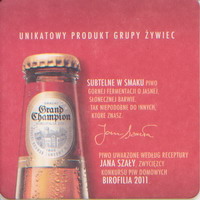 UNIKATOWY PRODUKT GRUPY ŻYWIEC
SUBTELNE W SMAKU PIWO
GÓRNEJ FERMENTACJI O JASNEJ,
SŁONECZNEJ BARWIE.
TAK NIEPODOBNE DO INNYCH,
KTÓRE ZNASZ.
Grand
Champion
PIWO UWARZONE WEDŁUG RECEPTURY
JANA SZAŁY, ZWYCIĘZCY
KONKURSU PIW DOMOWYCH
BIROFILIA 2011.